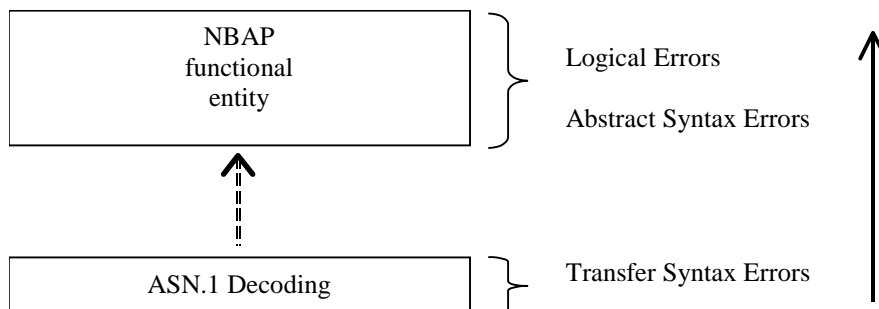 NBAP
functional
entity
Logical Errors
Abstract Syntax Errors
ASN.1 Decoding
Transfer Syntax Errors